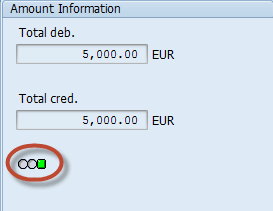 Amount Information
Total deb.
5,000.00 EUR
Total cred.
5,000.00 EUR